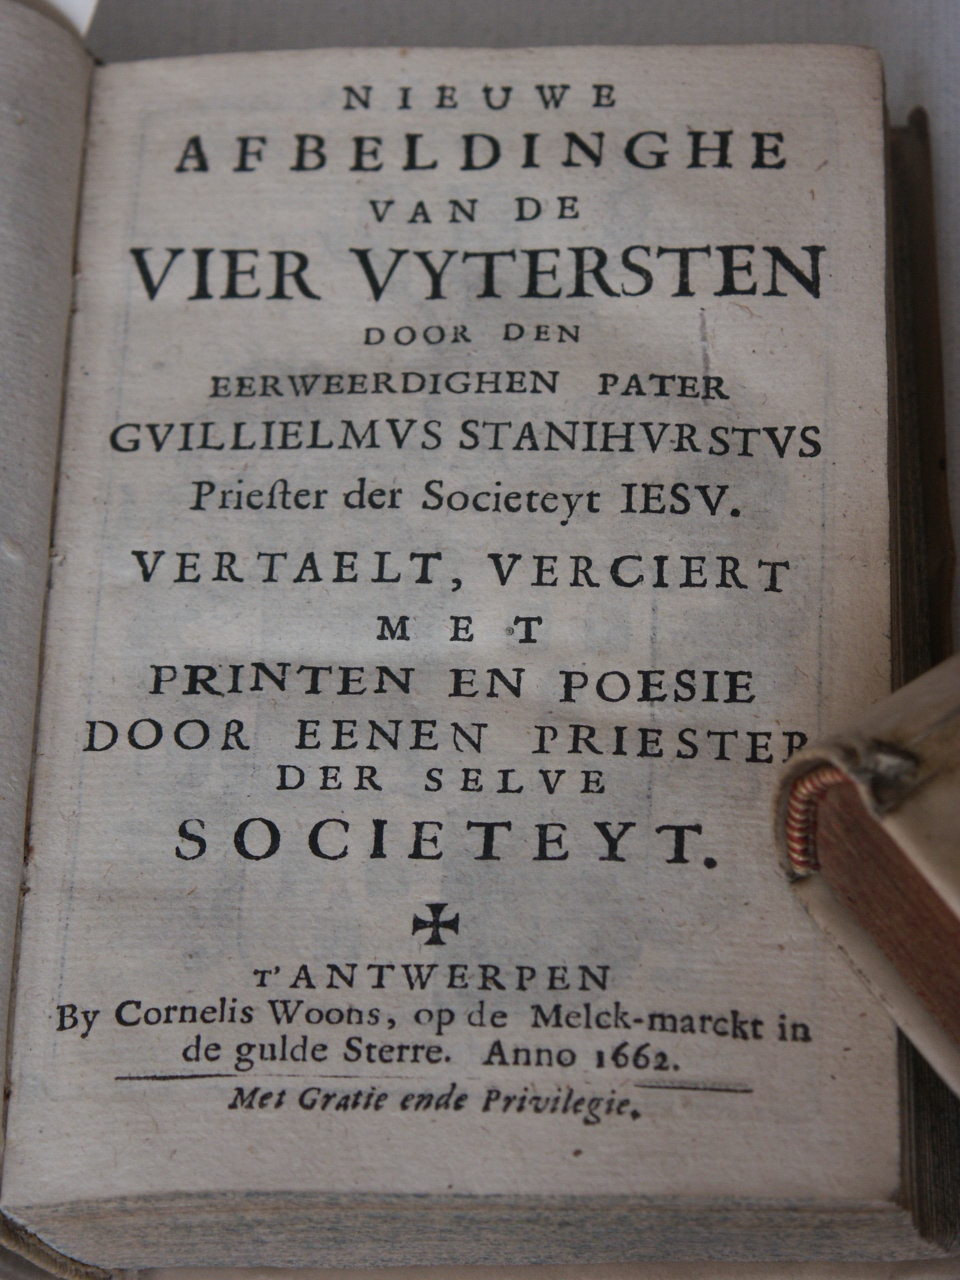 NIEUWE
AFBELDINGHE
VAN DE
VIER VYTERSTEN
DOOR DEN
EERWEERDIGHEN PATER
GVILLIELMVS STANIHVRSTVS
Prieſter der Societeyt IESV.
VERTAELT, VERCIERT
MET
PRINTEN EN POESIE
DOOR EENEN PRIESTER
DER SELVE
SOCIETEYT.
✠
T'ANTWERPEN
By Cornelis Woons, op de Melck-marckt in
de gulde Sterre. Anno 1662.
Met Gratie ende Privilegie.